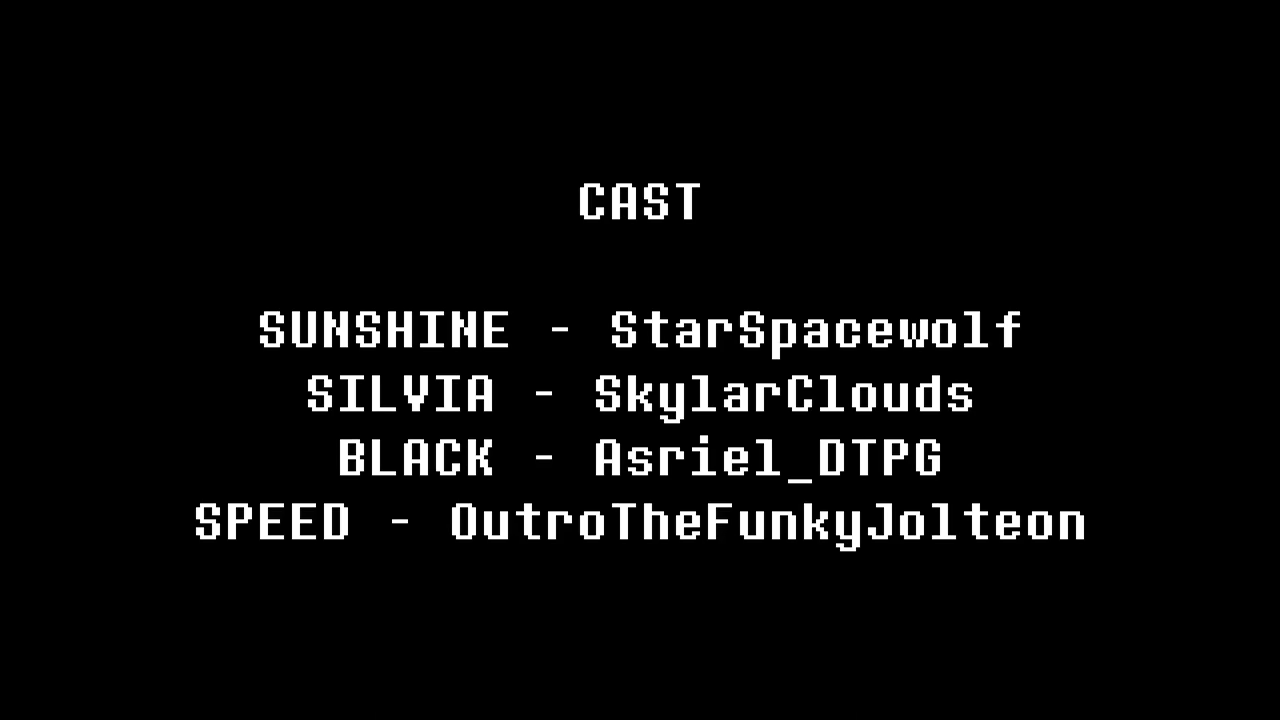 CAST
SUNSHINE - StarSpacewolf
SILVIA - SkylarClouds
BLACK - Asriel_DTPG
SPEED - OutroTheFunkyJolteon